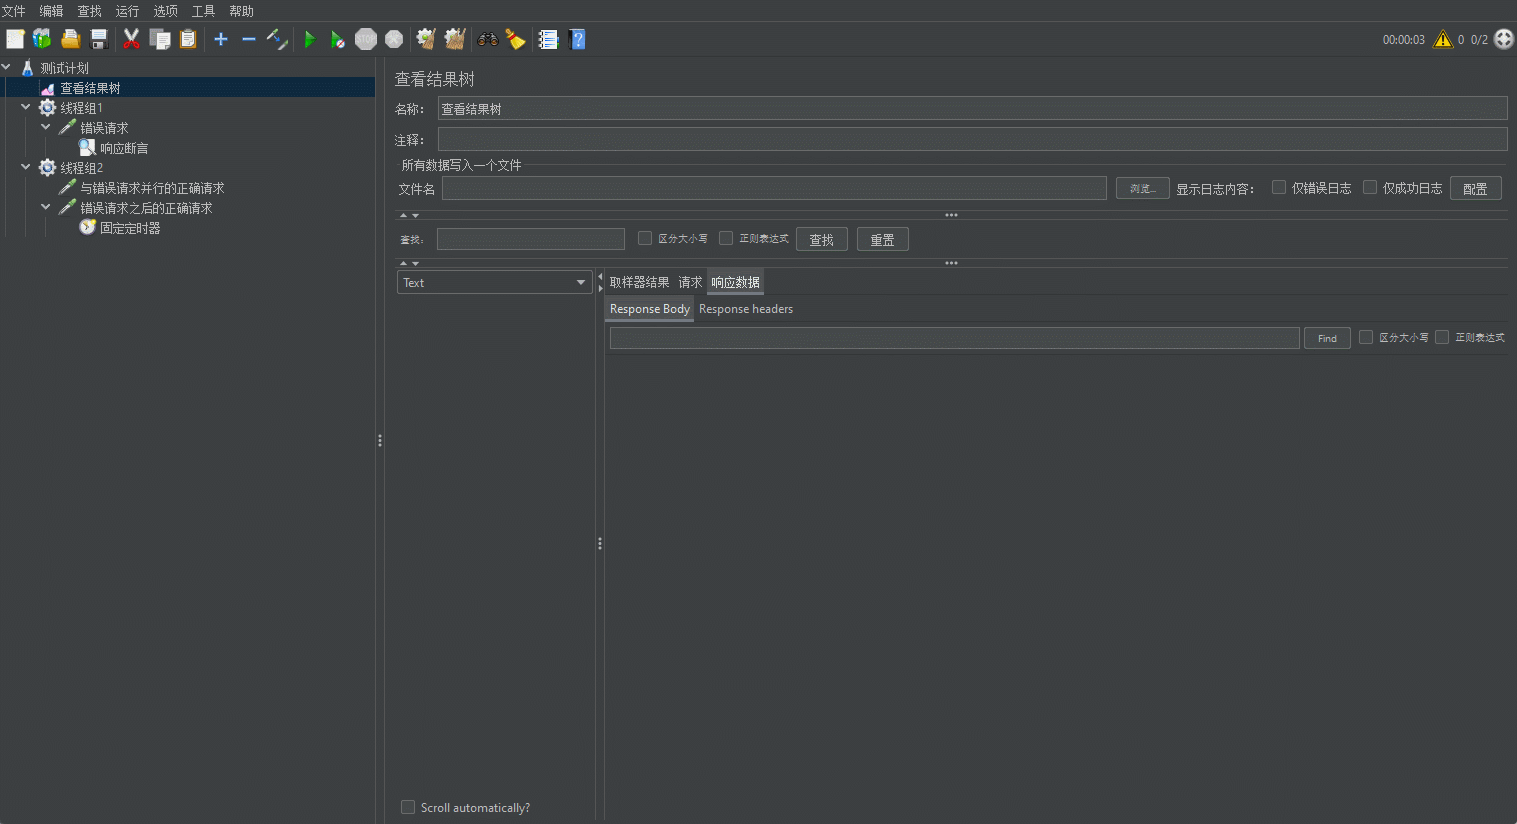 文件 编辑 查找 运行 选项 工具 帮助
STOP
00:00:03 0 0/2
测试计划
查看结果树
线程组1
错误请求
响应断言
线程组2
与错误请求并行的正确请求
错误请求之后的正确请求
固定定时器
查看结果树
名称： 查看结果树
注释：
所有数据写入一个文件
文件名 浏览... 显示日志内容： 仅错误日志 仅成功日志 配置
查找： 区分大小写 正则表达式 查找 重置
Text
取样器结果 请求 响应数据
Response Body Response headers
Find 区分大小写 正则表达式
Scroll automatically?